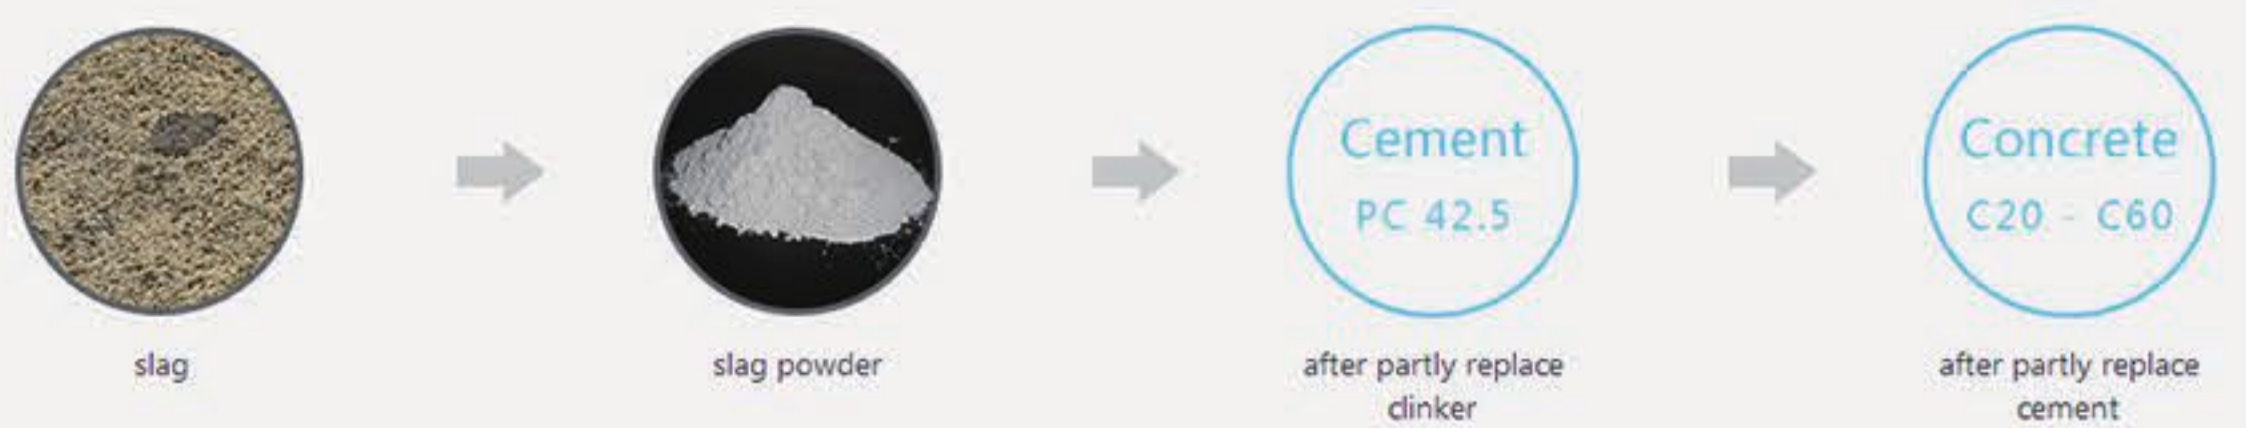 Cement
PC 42.5
Concrete
C20 - C60
slag
slag powder
after partly replace
clinker
after partly replace
cement